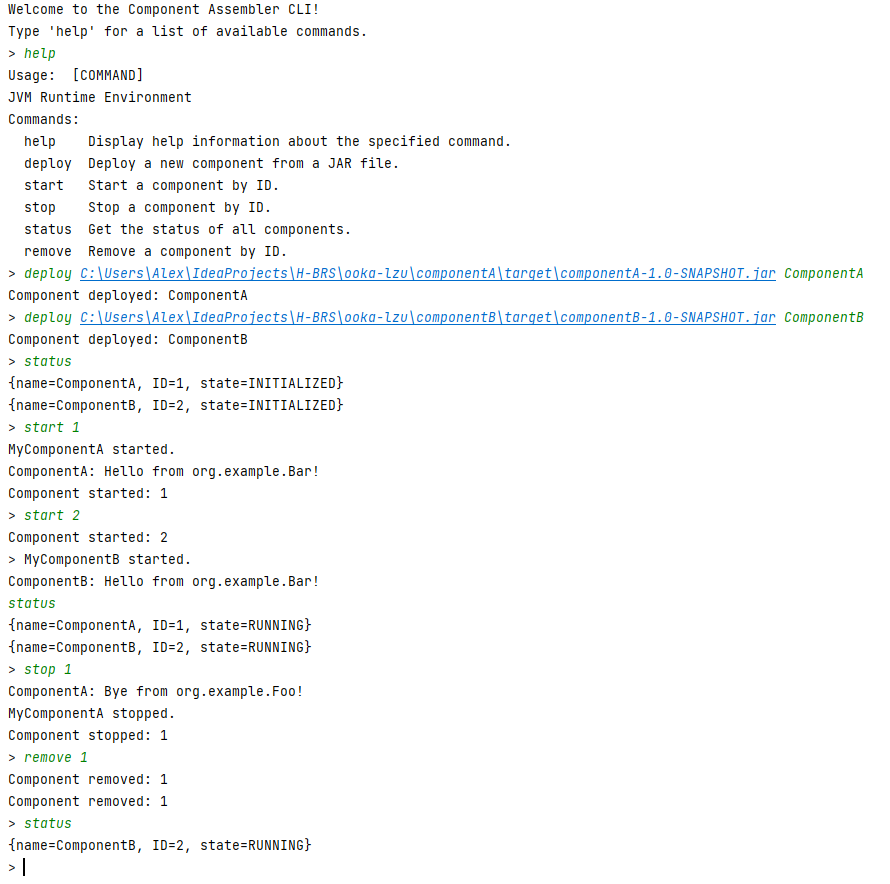 Welcome to the Component Assembler CLI!
Type 'help' for a list of available commands.
> help
Usage:  [COMMAND]
JVM Runtime Environment
Commands:
  help    Display help information about the specified command.
  deploy  Deploy a new component from a JAR file.
  start   Start a component by ID.
  stop    Stop a component by ID.
  status  Get the status of all components.
  remove  Remove a component by ID.
> deploy C:\Users\Alex\IdeaProjects\H-BRS\ooka-lzu\componentA\target\componentA-1.0-SNAPSHOT.jar ComponentA
Component deployed: ComponentA
> deploy C:\Users\Alex\IdeaProjects\H-BRS\ooka-lzu\componentB\target\componentB-1.0-SNAPSHOT.jar ComponentB
Component deployed: ComponentB
> status
{name=ComponentA, ID=1, state=INITIALIZED}
{name=ComponentB, ID=2, state=INITIALIZED}
> start 1
MyComponentA started.
ComponentA: Hello from org.example.Bar!
Component started: 1
> start 2
Component started: 2
> MyComponentB started.
ComponentB: Hello from org.example.Bar!
status
{name=ComponentA, ID=1, state=RUNNING}
{name=ComponentB, ID=2, state=RUNNING}
> stop 1
ComponentA: Bye from org.example.Foo!
MyComponentA stopped.
Component stopped: 1
> remove 1
Component removed: 1
Component removed: 1
> status
{name=ComponentB, ID=2, state=RUNNING}
>